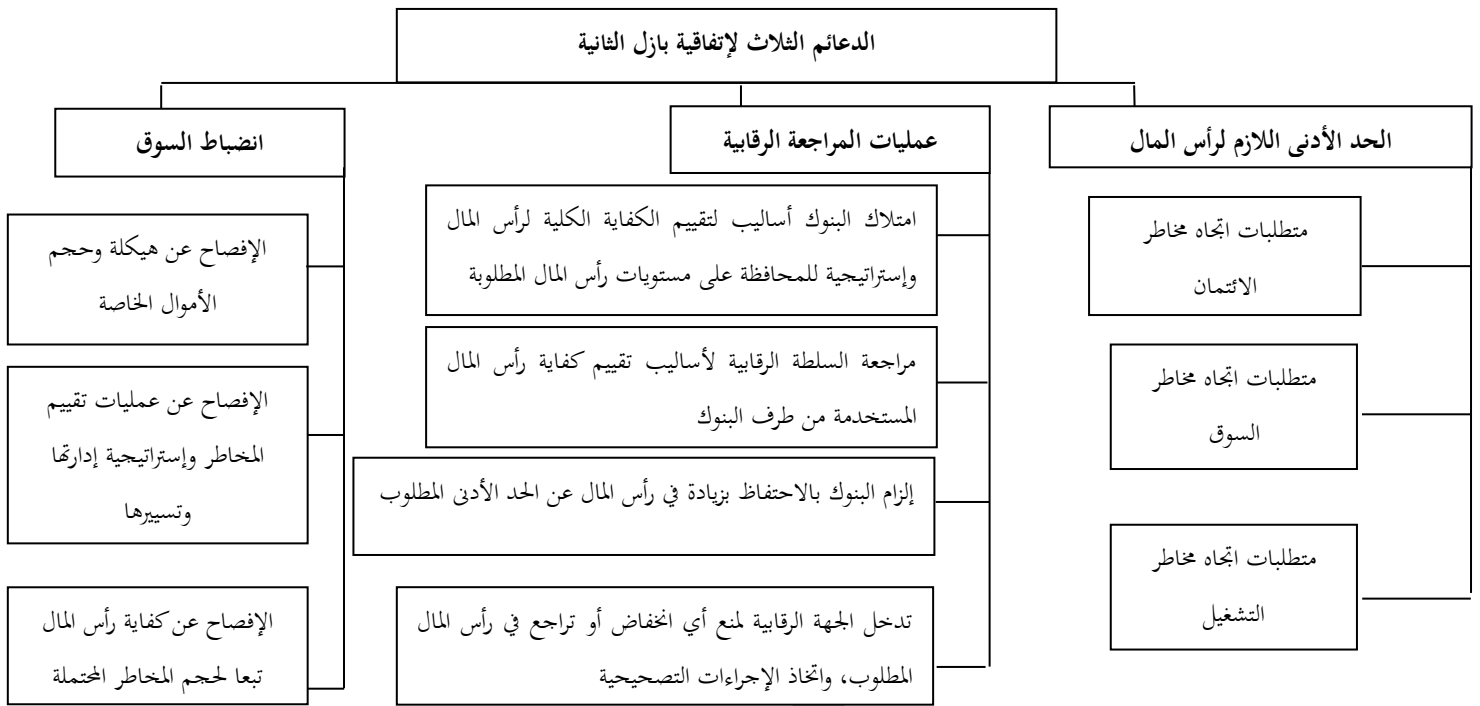 الدعائم الثلاث لإتفاقية بازل الثانية
الحد الأدنى اللازم لرأس المال
متطلبات اتجاه مخاطر
الائتمان
متطلبات اتجاه مخاطر
السوق
متطلبات اتجاه مخاطر
التشغيل
عمليات المراجعة الرقابية
امتلاك البنوك أساليب لتقييم الكفاية الكلية لرأس المال
وإستراتيجية للمحافظة على مستويات رأس المال المطلوبة
مراجعة السلطة الرقابية لأساليب تقييم كفاية رأس المال
المستخدمة من طرف البنوك
إلزام البنوك بالاحتفاظ بزيادة في رأس المال عن الحد الأدنى المطلوب
تدخل الجهة الرقابية لمنع أي انخفاض أو تراجع في رأس المال
المطلوب، واتخاذ الإجراءات التصحيحية
انضباط السوق
الإفصاح عن هيكلة وحجم
الأموال الخاصة
الإفصاح عن عمليات تقييم
المخاطر وإستراتيجية إدارتها
وتسييرها
الإفصاح عن كفاية رأس المال
تبعا لحجم المخاطر المحتملة